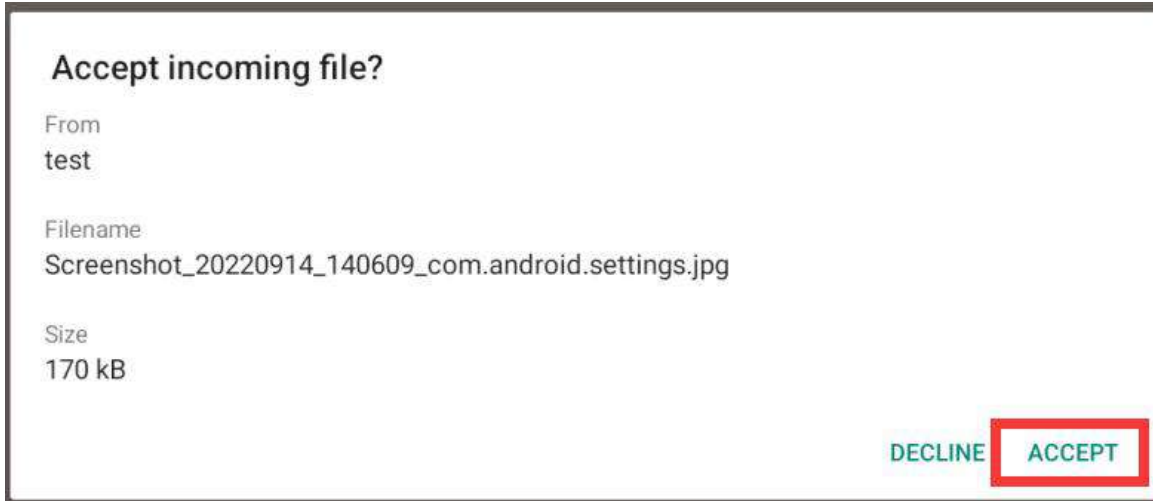 Accept incoming file?
From
test
Filename
Screenshot_20220914_140609_com.android.settings.jpg
Size
170 kB
DECLINE ACCEPT